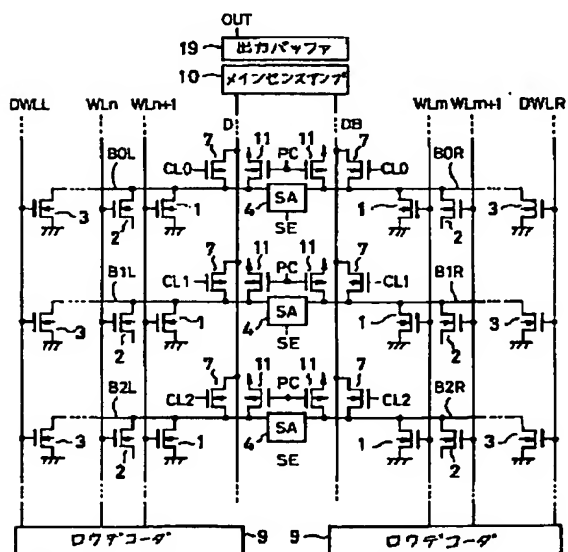 OUT
19 出力バッファ
10 メインセンスアンプ
DWLL WLn WLn+1 D DB WLm WLm+1 DWLR
7 11 11 7
B0L CL0 PC CL0 B0R
SA
3 2 1 4 SE 1 2 3
7 11 11 7
B1L CL1 PC CL1 B1R
SA
3 2 1 4 SE 1 2 3
7 11 11 7
B2L CL2 PC CL2 B2R
SA
3 2 1 4 SE 1 2 3
ロウデコーダ 9 9 ロウデコーダ